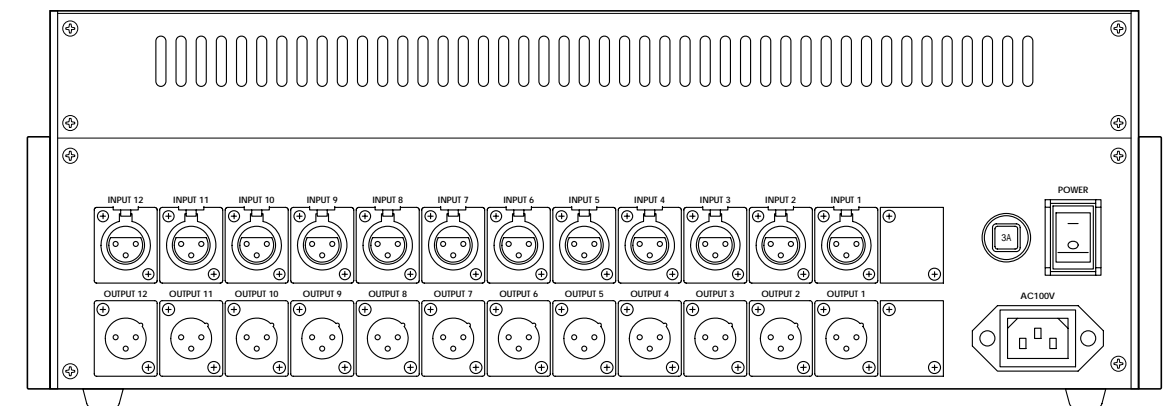 POWER
INPUT 12 INPUT 11 INPUT 10 INPUT 9 INPUT 8 INPUT 7 INPUT 6 INPUT 5 INPUT 4 INPUT 3 INPUT 2 INPUT 1
3A
OUTPUT 12 OUTPUT 11 OUTPUT 10 OUTPUT 9 OUTPUT 8 OUTPUT 7 OUTPUT 6 OUTPUT 5 OUTPUT 4 OUTPUT 3 OUTPUT 2 OUTPUT 1
AC100V